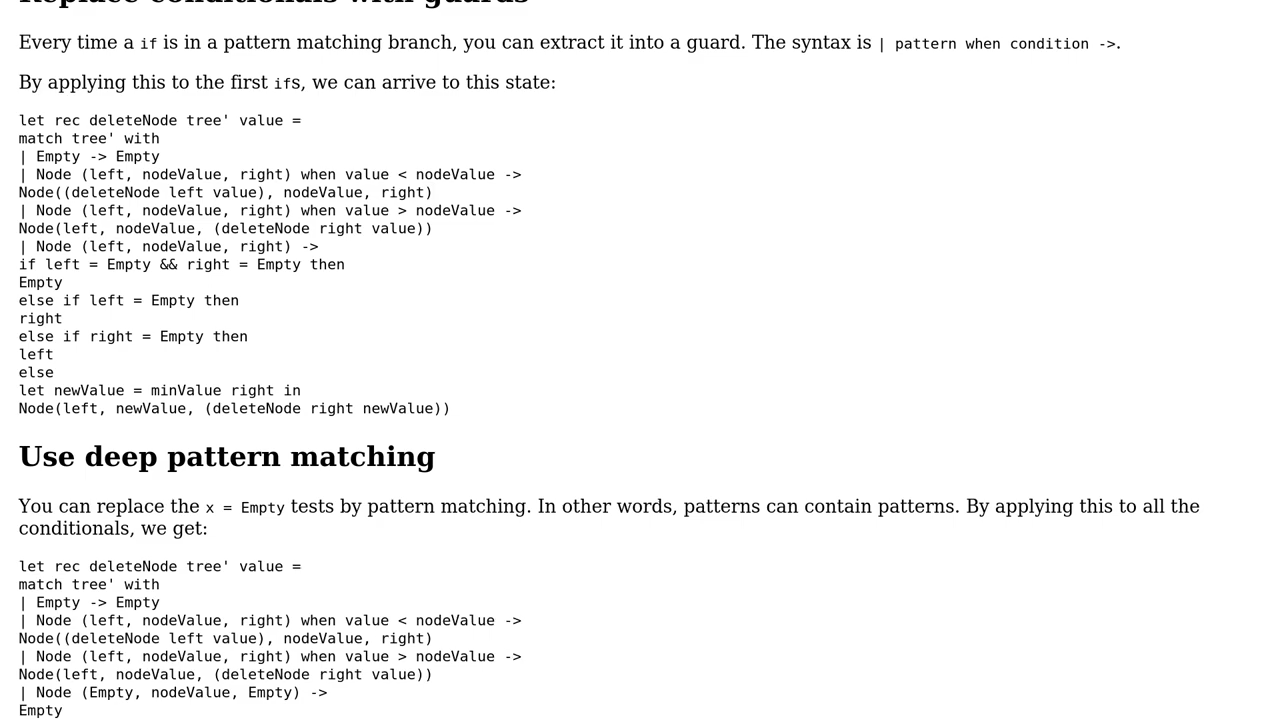 Replace conditionals with guards
Every time a if is in a pattern matching branch, you can extract it into a guard. The syntax is | pattern when condition ->.
By applying this to the first ifs, we can arrive to this state:
let rec deleteNode tree' value =
match tree' with
| Empty -> Empty
| Node (left, nodeValue, right) when value < nodeValue ->
Node((deleteNode left value), nodeValue, right)
| Node (left, nodeValue, right) when value > nodeValue ->
Node(left, nodeValue, (deleteNode right value))
| Node (left, nodeValue, right) ->
if left = Empty && right = Empty then
Empty
else if left = Empty then
right
else if right = Empty then
left
else
let newValue = minValue right in
Node(left, newValue, (deleteNode right newValue))
Use deep pattern matching
You can replace the x = Empty tests by pattern matching. In other words, patterns can contain patterns. By applying this to all the
conditionals, we get:
let rec deleteNode tree' value =
match tree' with
| Empty -> Empty
| Node (left, nodeValue, right) when value < nodeValue ->
Node((deleteNode left value), nodeValue, right)
| Node (left, nodeValue, right) when value > nodeValue ->
Node(left, nodeValue, (deleteNode right value))
| Node (Empty, nodeValue, Empty) ->
Empty